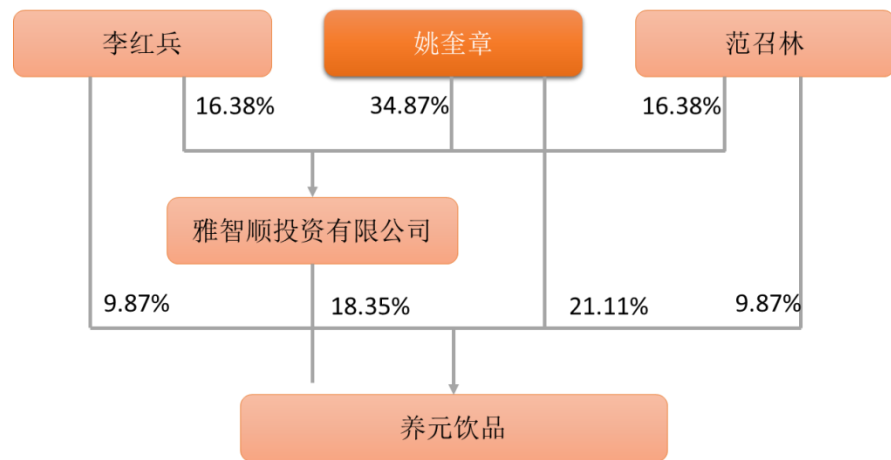 李红兵
姚奎章
范召林
16.38%
34.87%
16.38%
雅智顺投资有限公司
9.87%
18.35%
21.11%
9.87%
养元饮品